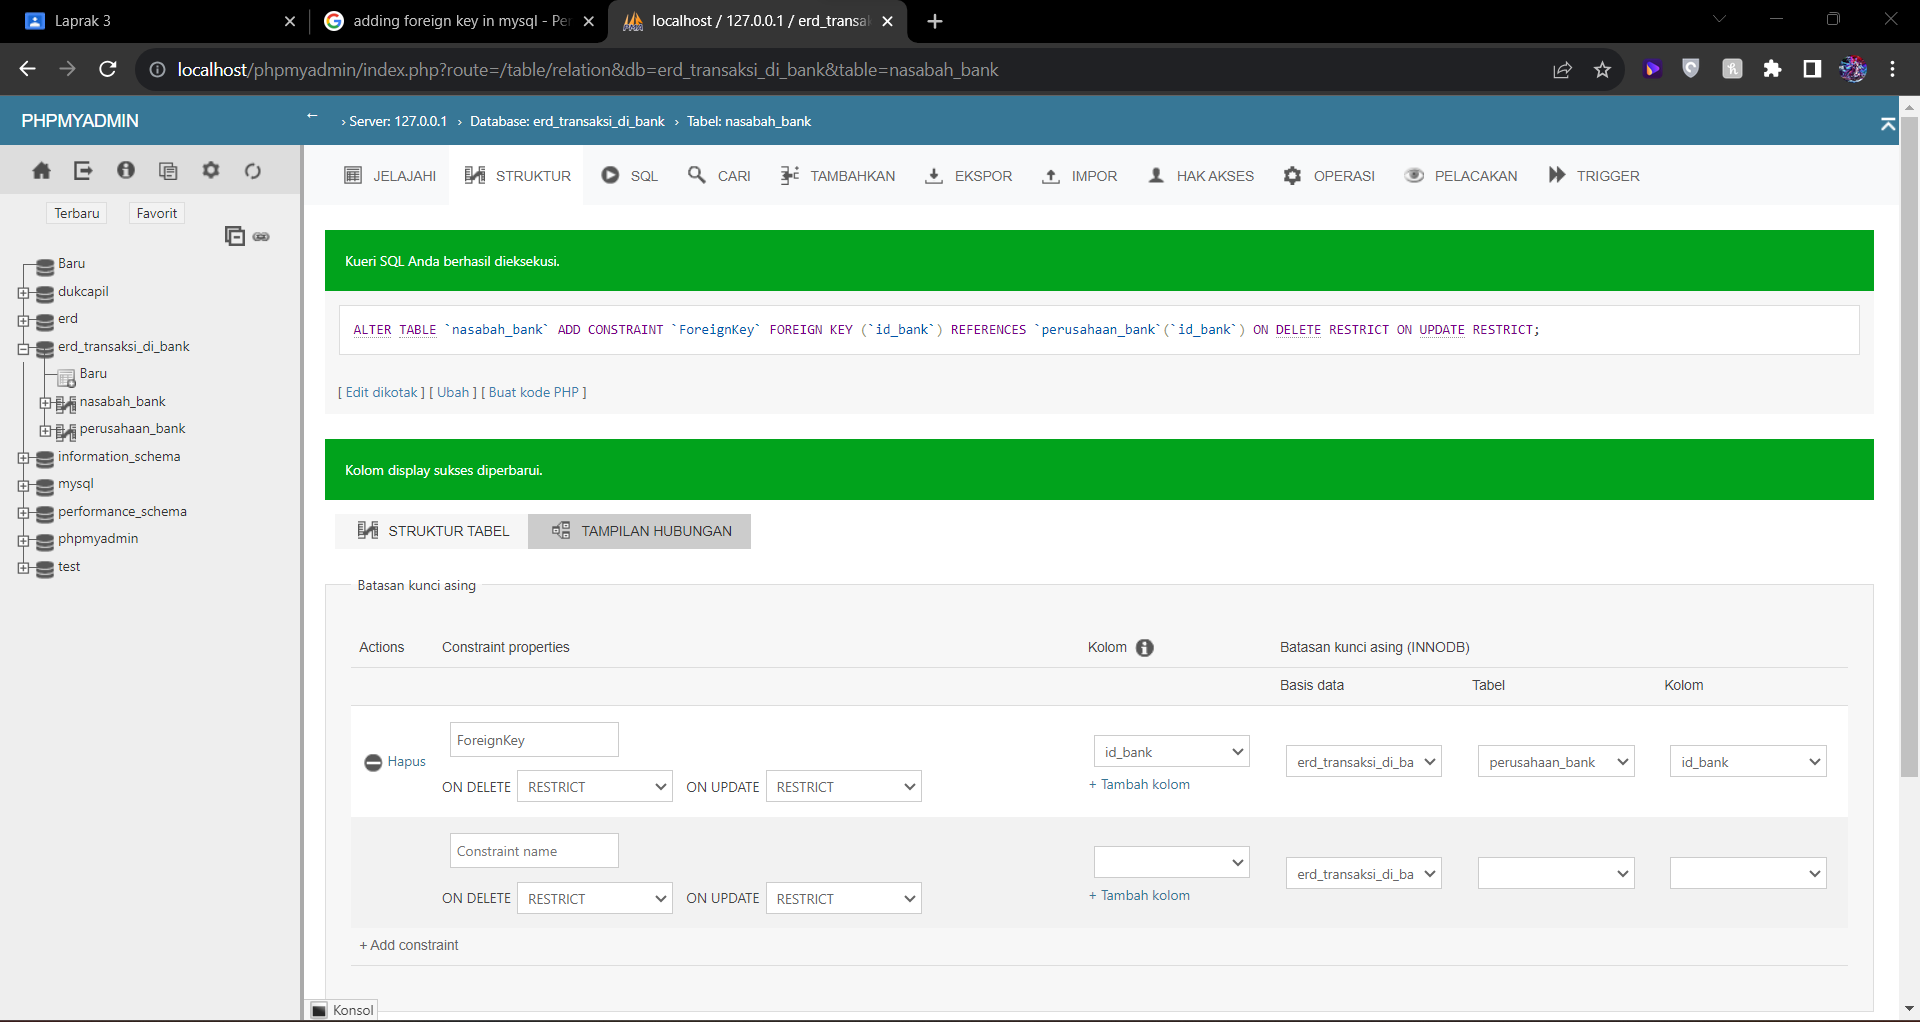 Laprak 3
adding foreign key in mysql - Pe
localhost / 127.0.0.1 / erd_transak
localhost/phpmyadmin/index.php?route=/table/relation&db=erd_transaksi_di_bank&table=nasabah_bank
PHPMYADMIN
› Server: 127.0.0.1 › Database: erd_transaksi_di_bank › Tabel: nasabah_bank
JELAJAHI STRUKTUR SQL CARI TAMBAHKAN EKSPOR IMPOR HAK AKSES OPERASI PELACAKAN TRIGGER
Terbaru Favorit
Baru
dukcapil
erd
erd_transaksi_di_bank
Baru
nasabah_bank
perusahaan_bank
information_schema
mysql
performance_schema
phpmyadmin
test
Kueri SQL Anda berhasil dieksekusi.
ALTER TABLE `nasabah_bank` ADD CONSTRAINT `ForeignKey` FOREIGN KEY (`id_bank`) REFERENCES `perusahaan_bank`(`id_bank`) ON DELETE RESTRICT ON UPDATE RESTRICT;
[ Edit dikotak ] [ Ubah ] [ Buat kode PHP ]
Kolom display sukses diperbarui.
STRUKTUR TABEL TAMPILAN HUBUNGAN
Batasan kunci asing
Actions Constraint properties Kolom Batasan kunci asing (INNODB)
Basis data Tabel Kolom
ForeignKey
Hapus
id_bank erd_transaksi_di_ba perusahaan_bank id_bank
ON DELETE RESTRICT ON UPDATE RESTRICT
+ Tambah kolom
Constraint name
erd_transaksi_di_ba
ON DELETE RESTRICT ON UPDATE RESTRICT
+ Tambah kolom
+ Add constraint
Konsol